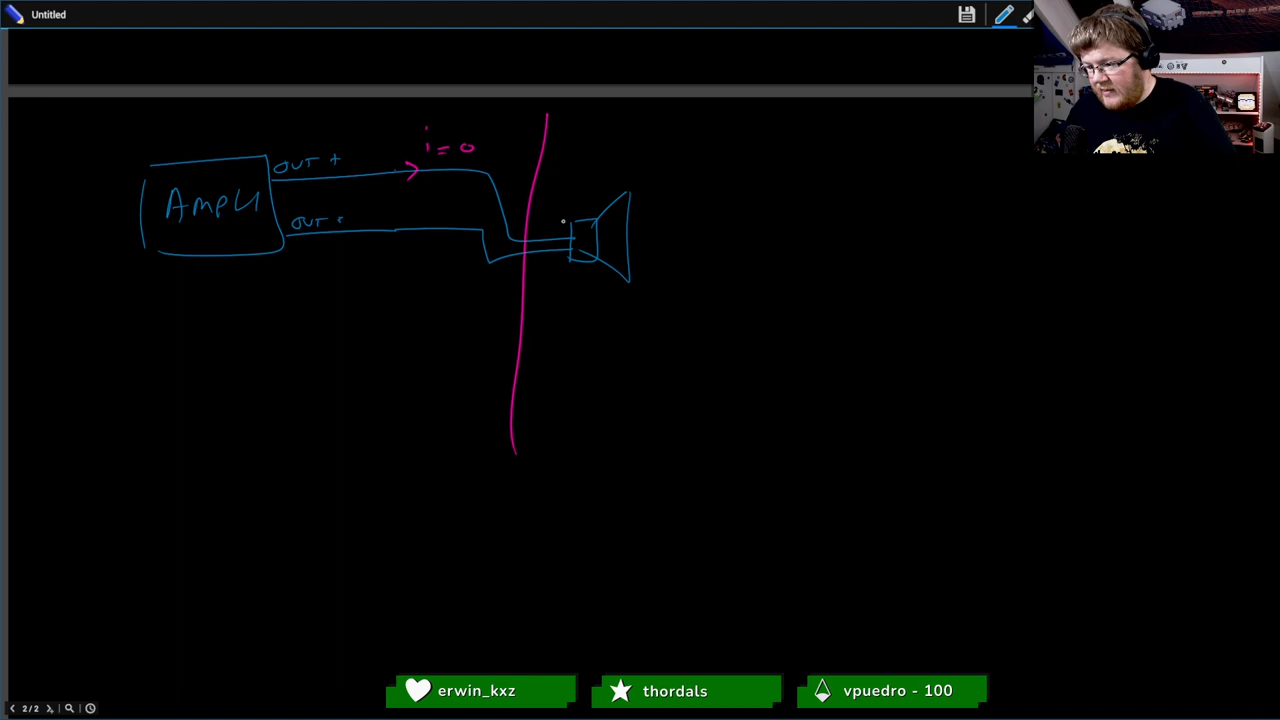 Untitled
i = 0
OUT +
AMPLI
OUT -
2/2
erwin_kxz
thordals
vpuedro - 100